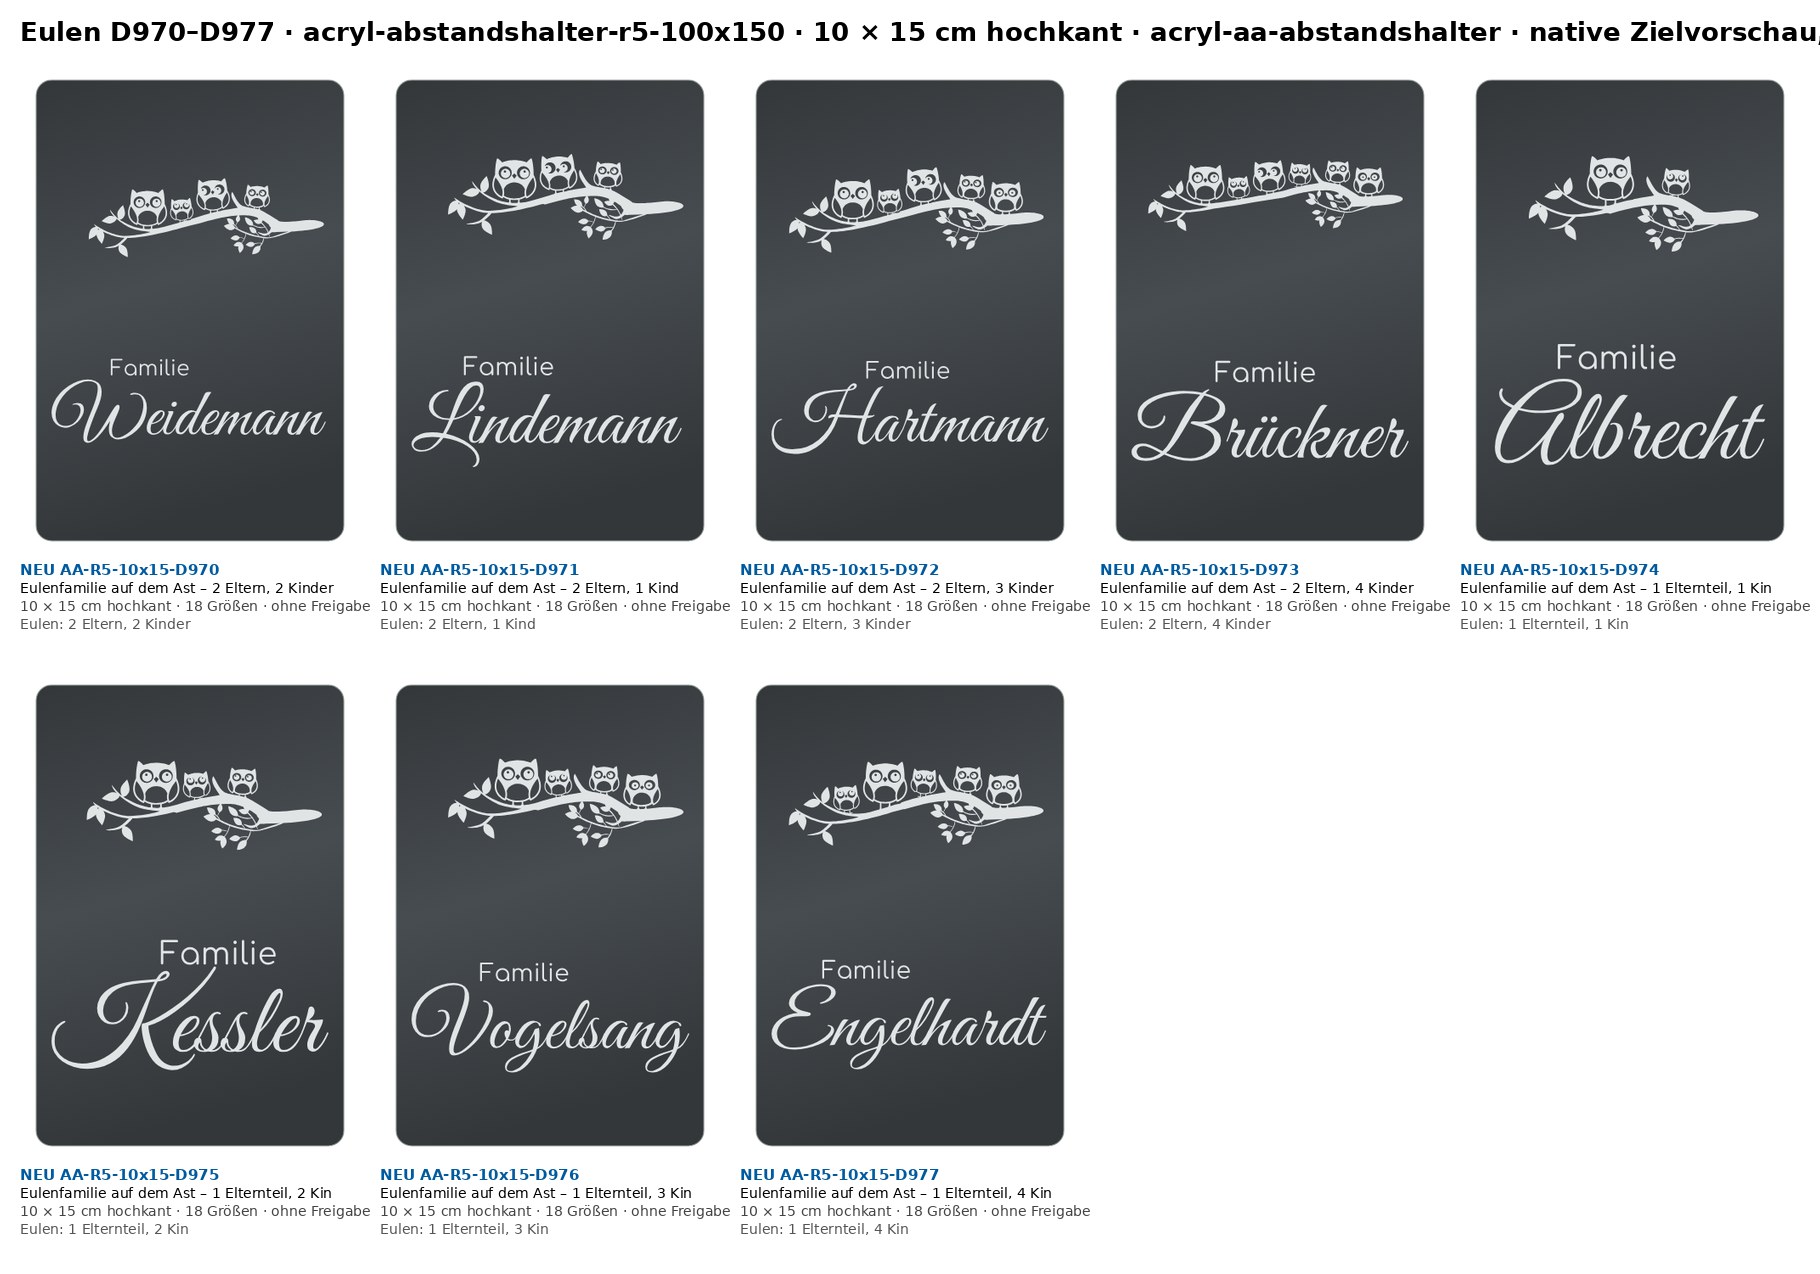 Eulen D970–D977 · acryl-abstandshalter-r5-100x150 · 10 × 15 cm hochkant · acryl-aa-abstandshalter · native Zielvorschau,
Familie
Weidemann
Familie
Lindemann
Familie
Hartmann
Familie
Brückner
Familie
Albrecht
NEU AA-R5-10x15-D970
Eulenfamilie auf dem Ast – 2 Eltern, 2 Kinder
10 × 15 cm hochkant · 18 Größen · ohne Freigabe
Eulen: 2 Eltern, 2 Kinder
NEU AA-R5-10x15-D971
Eulenfamilie auf dem Ast – 2 Eltern, 1 Kind
10 × 15 cm hochkant · 18 Größen · ohne Freigabe
Eulen: 2 Eltern, 1 Kind
NEU AA-R5-10x15-D972
Eulenfamilie auf dem Ast – 2 Eltern, 3 Kinder
10 × 15 cm hochkant · 18 Größen · ohne Freigabe
Eulen: 2 Eltern, 3 Kinder
NEU AA-R5-10x15-D973
Eulenfamilie auf dem Ast – 2 Eltern, 4 Kinder
10 × 15 cm hochkant · 18 Größen · ohne Freigabe
Eulen: 2 Eltern, 4 Kinder
NEU AA-R5-10x15-D974
Eulenfamilie auf dem Ast – 1 Elternteil, 1 Kin
10 × 15 cm hochkant · 18 Größen · ohne Freigabe
Eulen: 1 Elternteil, 1 Kin
Familie
Kessler
Familie
Vogelsang
Familie
Engelhardt
NEU AA-R5-10x15-D975
Eulenfamilie auf dem Ast – 1 Elternteil, 2 Kin
10 × 15 cm hochkant · 18 Größen · ohne Freigabe
Eulen: 1 Elternteil, 2 Kin
NEU AA-R5-10x15-D976
Eulenfamilie auf dem Ast – 1 Elternteil, 3 Kin
10 × 15 cm hochkant · 18 Größen · ohne Freigabe
Eulen: 1 Elternteil, 3 Kin
NEU AA-R5-10x15-D977
Eulenfamilie auf dem Ast – 1 Elternteil, 4 Kin
10 × 15 cm hochkant · 18 Größen · ohne Freigabe
Eulen: 1 Elternteil, 4 Kin